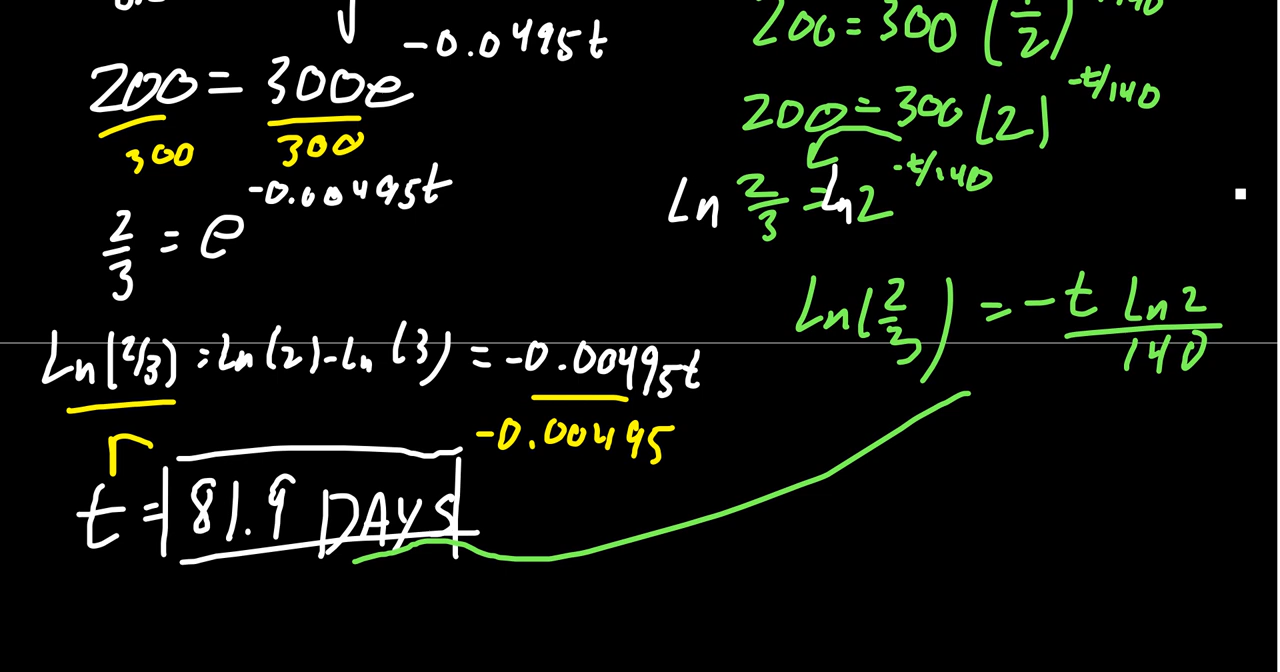 200 = 300e^-0.0495t
300 300
2/3 = e^-0.00495t
Ln(2/3) = ln(2)-ln(3) = -0.00495t
-0.00495
t = 81.9 DAYS
200 = 300 (1/2)
200 = 300 (2)^-t/140
Ln 2/3 = ln 2^-t/140
Ln(2/3) = -t Ln 2/140